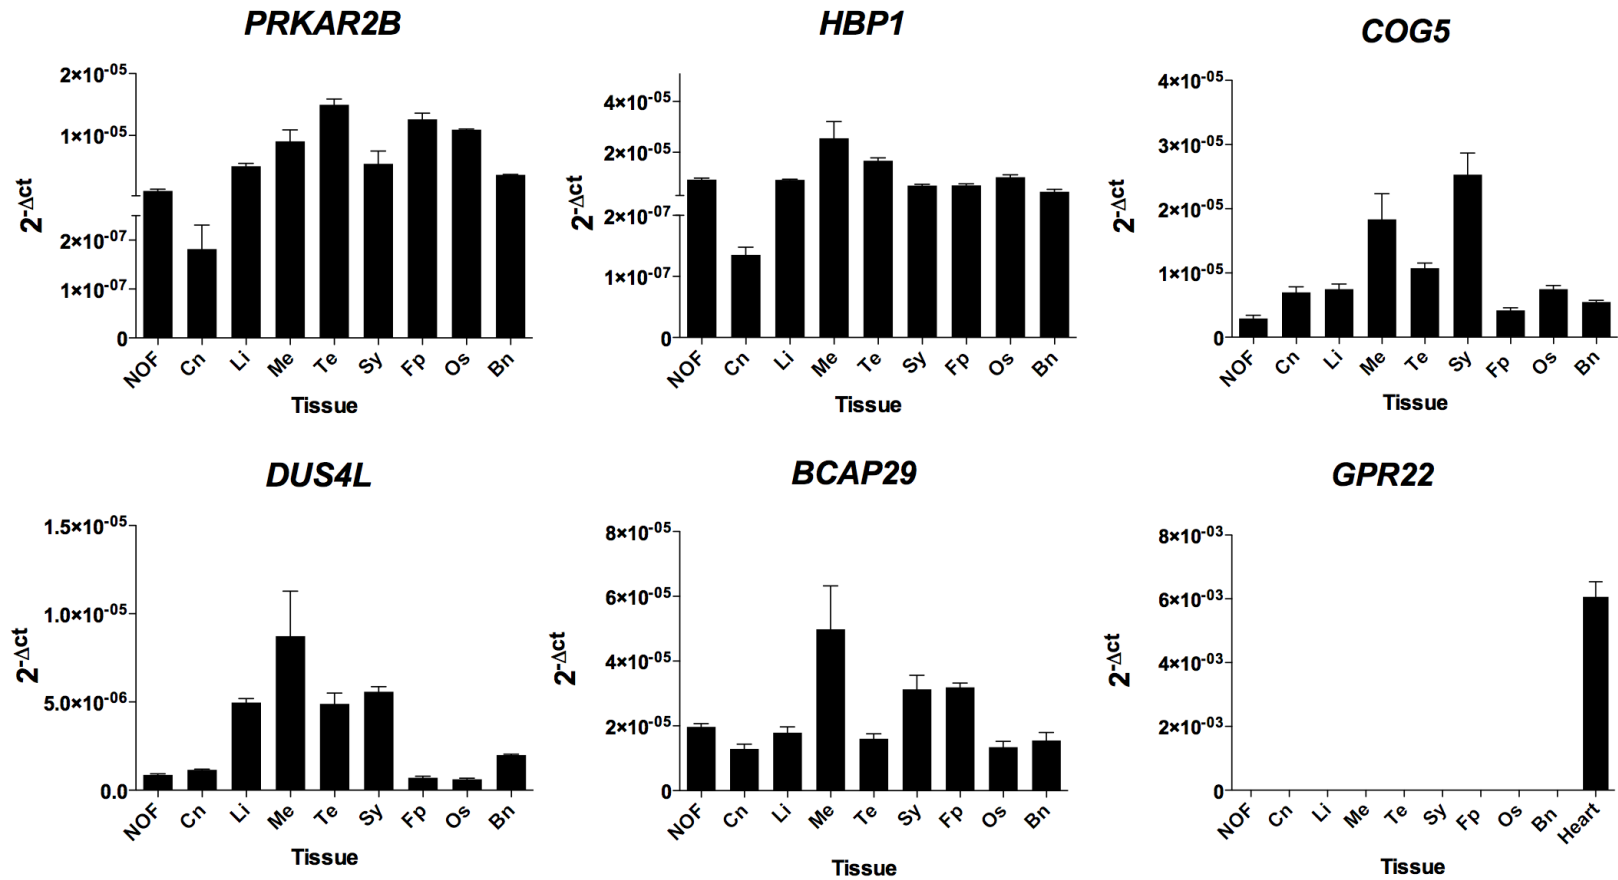 PRKAR2B
2×10-05
1×10-05
2×10-07
1×10-07
0
2-Δct
NOF Cn Li Me Te Sy Fp Os Bn
Tissue
HBP1
4×10-05
2×10-05
2×10-07
1×10-07
0
2-Δct
NOF Cn Li Me Te Sy Fp Os Bn
Tissue
COG5
4×10-05
3×10-05
2×10-05
1×10-05
0
2-Δct
NOF Cn Li Me Te Sy Fp Os Bn
Tissue
DUS4L
1.5×10-05
1.0×10-05
5.0×10-06
0.0
2-Δct
NOF Cn Li Me Te Sy Fp Os Bn
Tissue
BCAP29
8×10-05
6×10-05
4×10-05
2×10-05
0
2-Δct
NOF Cn Li Me Te Sy Fp Os Bn
Tissue
GPR22
8×10-03
6×10-03
4×10-03
2×10-03
0
2-Δct
NOF Cn Li Me Te Sy Fp Os Bn Heart
Tissue